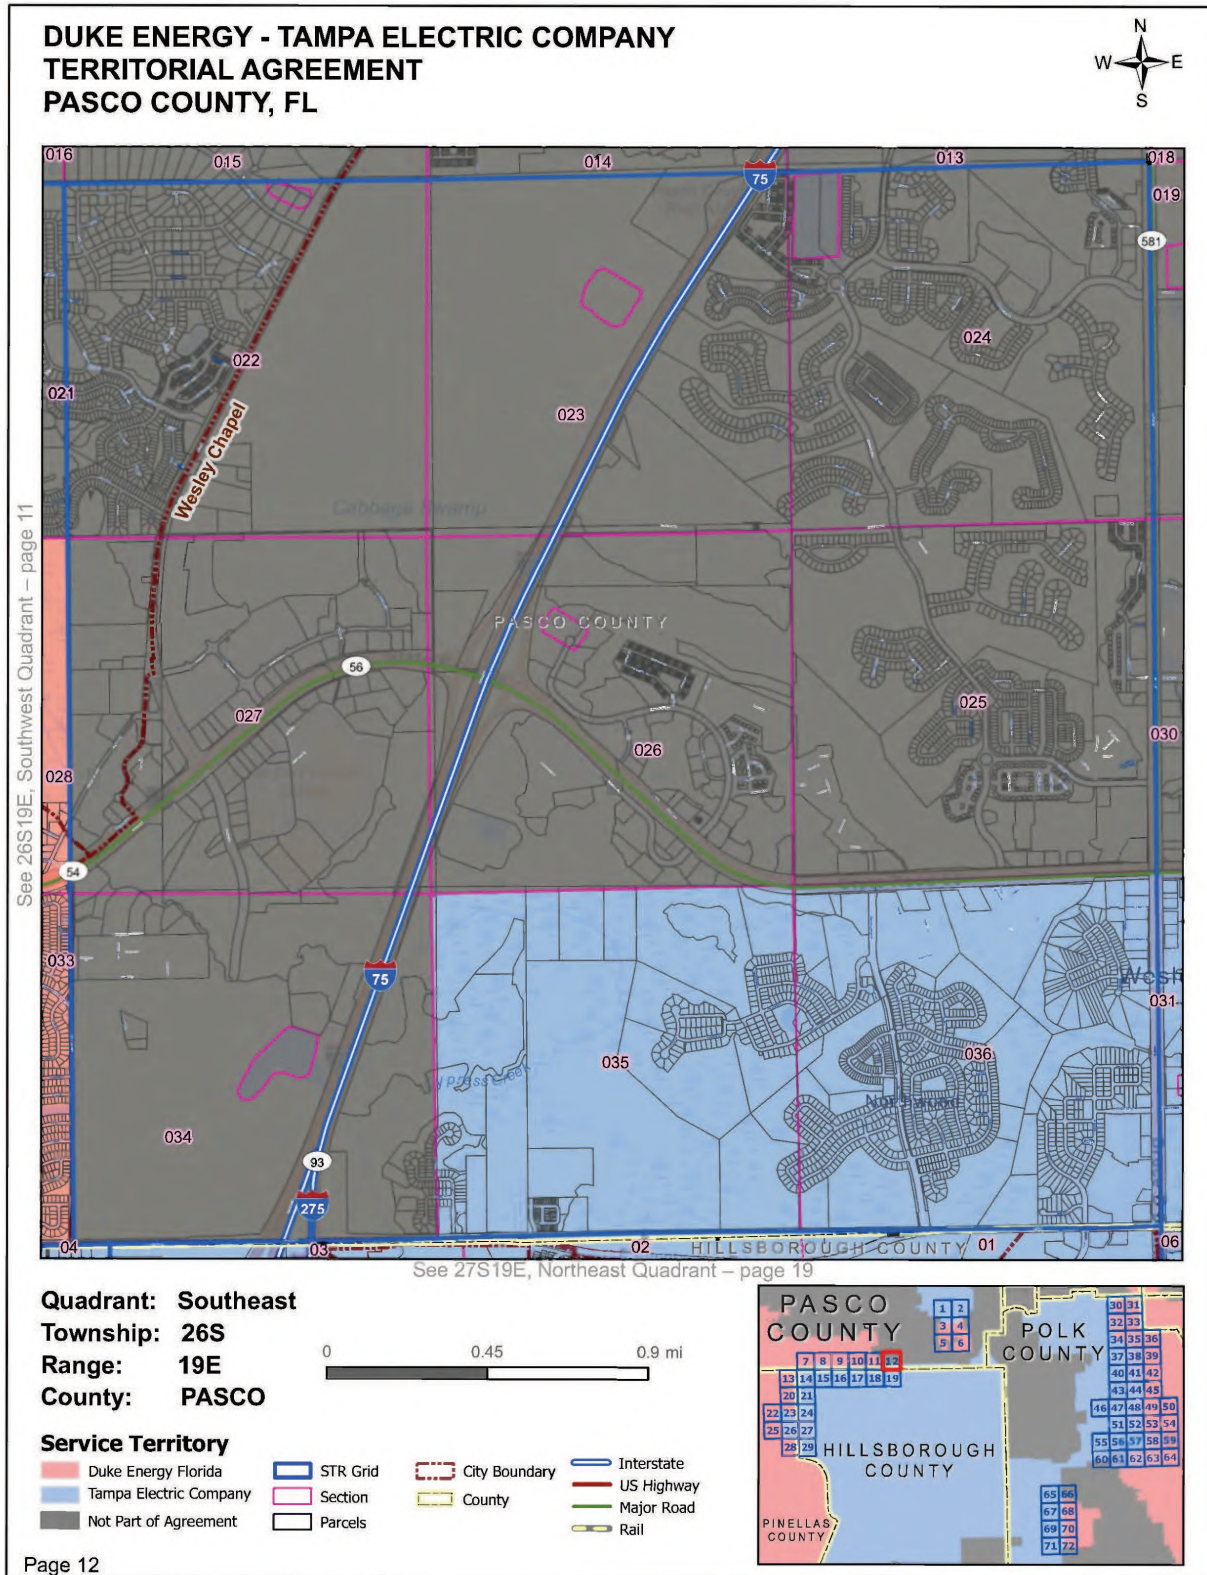 DUKE ENERGY - TAMPA ELECTRIC COMPANY
TERRITORIAL AGREEMENT
PASCO COUNTY, FL
N
W E
S
016
015
014
013
018
75
019
581
022
024
021
023
Wesley Chapel
Cabbage Swamp
See 26S19E, Southwest Quadrant – page 11
PASCO COUNTY
56
027
025
026
030
028
54
033
75
031
035
036
034
93
275
04
03
02
HILLSBOROUGH COUNTY
01
06
See 27S19E, Northeast Quadrant – page 19
Quadrant: Southeast
Township: 26S
Range: 19E
County: PASCO
0 0.45 0.9 mi
Service Territory
Duke Energy Florida
Tampa Electric Company
Not Part of Agreement
STR Grid
Section
Parcels
City Boundary
County
Interstate
US Highway
Major Road
Rail
PASCO
COUNTY
POLK
COUNTY
HILLSBOROUGH
COUNTY
PINELLAS
COUNTY
1 2
3 4
5 6
7 8 9 10 11 12
13 14 15 16 17 18 19
20 21
22 23 24
25 26 27
28 29
30 31
32 33
34 35 36
37 38 39
40 41 42
43 44 45
46 47 48 49 50
51 52 53 54
55 56 57 58 59
60 61 62 63 64
65 66
67 68
69 70
71 72
Page 12